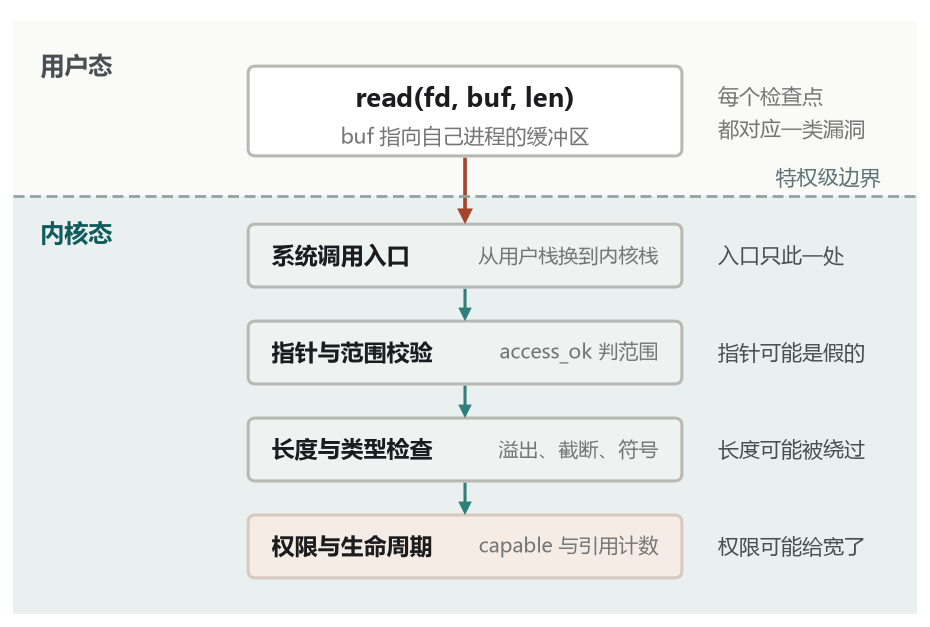 用户态
read(fd, buf, len)
buf 指向自己进程的缓冲区
每个检查点
都对应一类漏洞
特权级边界
内核态
系统调用入口 从用户栈换到内核栈 入口只此一处
指针与范围校验 access_ok 判范围 指针可能是假的
长度与类型检查 溢出、截断、符号 长度可能被绕过
权限与生命周期 capable 与引用计数 权限可能给宽了